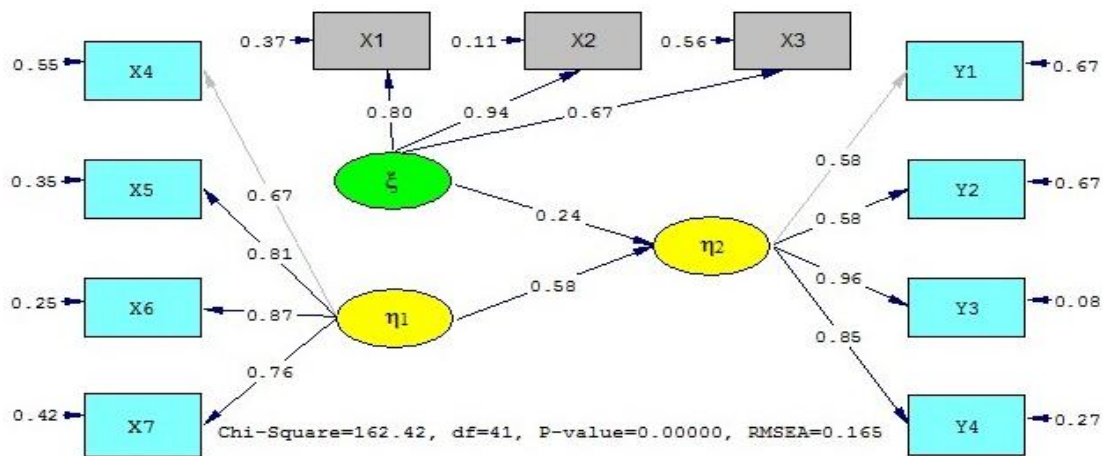 0.37 X1 0.11 X2 0.56 X3
0.55 X4 Y1 0.67
0.80 0.94 0.67
0.58
0.35 X5 ξ Y2 0.67
0.67 0.24 0.58
0.81 η2
0.96
0.25 X6 0.87 η1 0.58 Y3 0.08
0.85
0.76
0.42 X7 Y4 0.27
Chi-Square=162.42, df=41, P-value=0.00000, RMSEA=0.165